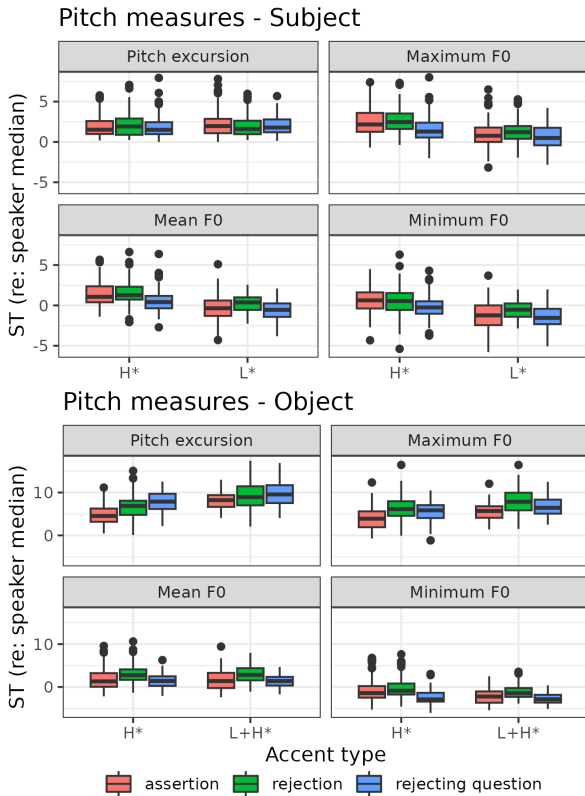 Pitch measures - Subject
Pitch excursion
Maximum F0
5
0
-5
Mean F0
Minimum F0
5
0
-5
ST (re: speaker median)
H*
L*
H*
L*
Pitch measures - Object
Pitch excursion
Maximum F0
10
0
Mean F0
Minimum F0
10
0
ST (re: speaker median)
H*
L+H*
H*
L+H*
Accent type
assertion
rejection
rejecting question